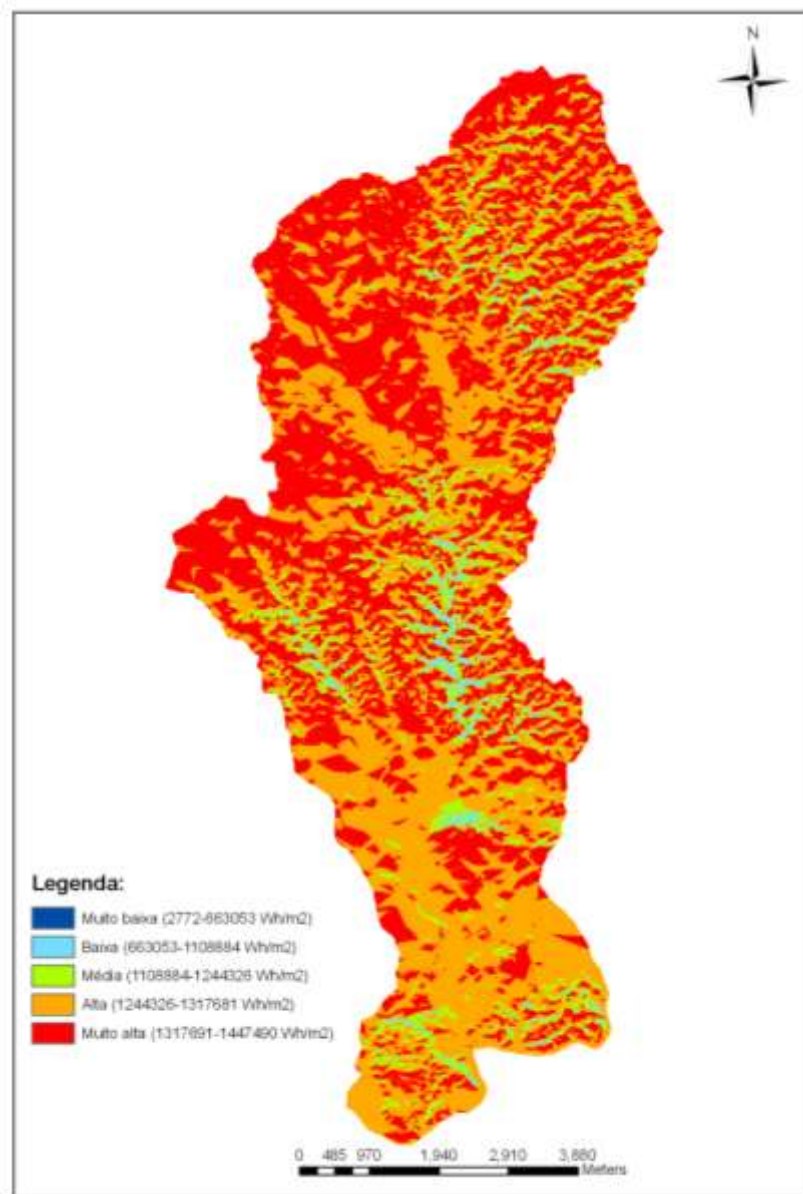 N
Legenda:
Muito baixa (2772-663053 Wh/m2)
Baixa (663053-1108884 Wh/m2)
Média (1108884-1244326 Wh/m2)
Alta (1244326-1317681 Wh/m2)
Muito alta (1317691-1447490 Wh/m2)
0 485 970 1,940 2,910 3,880
Meters